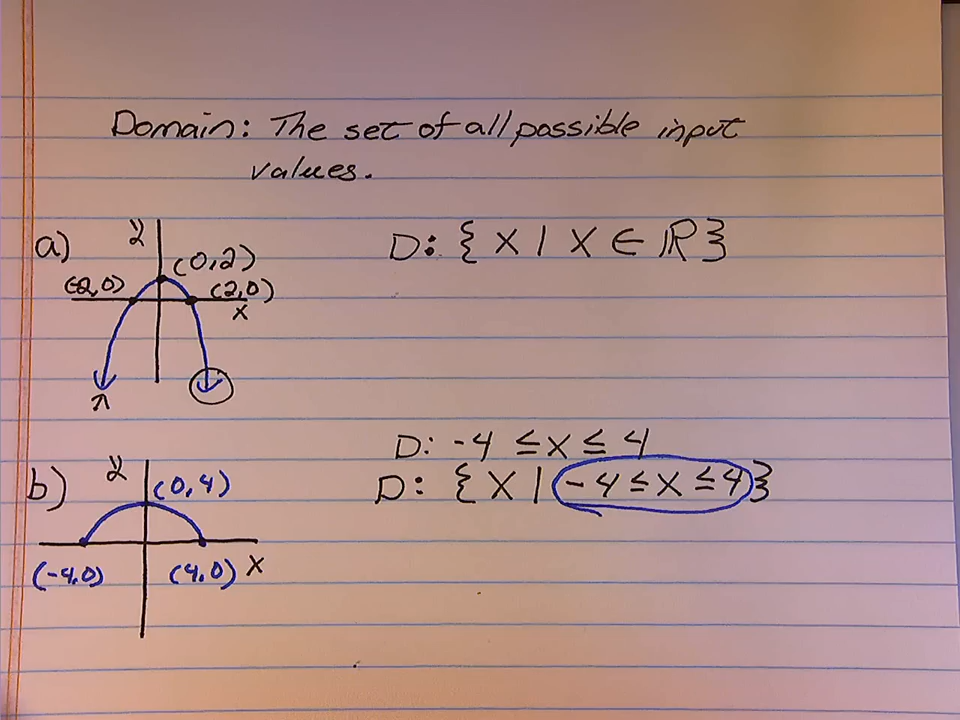 Domain: The set of all possible input
values.
a) y (0,2) D: { X | X ∈ ℝ}
(-2,0) (2,0)
x
D: -4 ≤ x ≤ 4
b) y (0,4) D: { X | -4 ≤ x ≤ 4}
(-4,0) (4,0) X